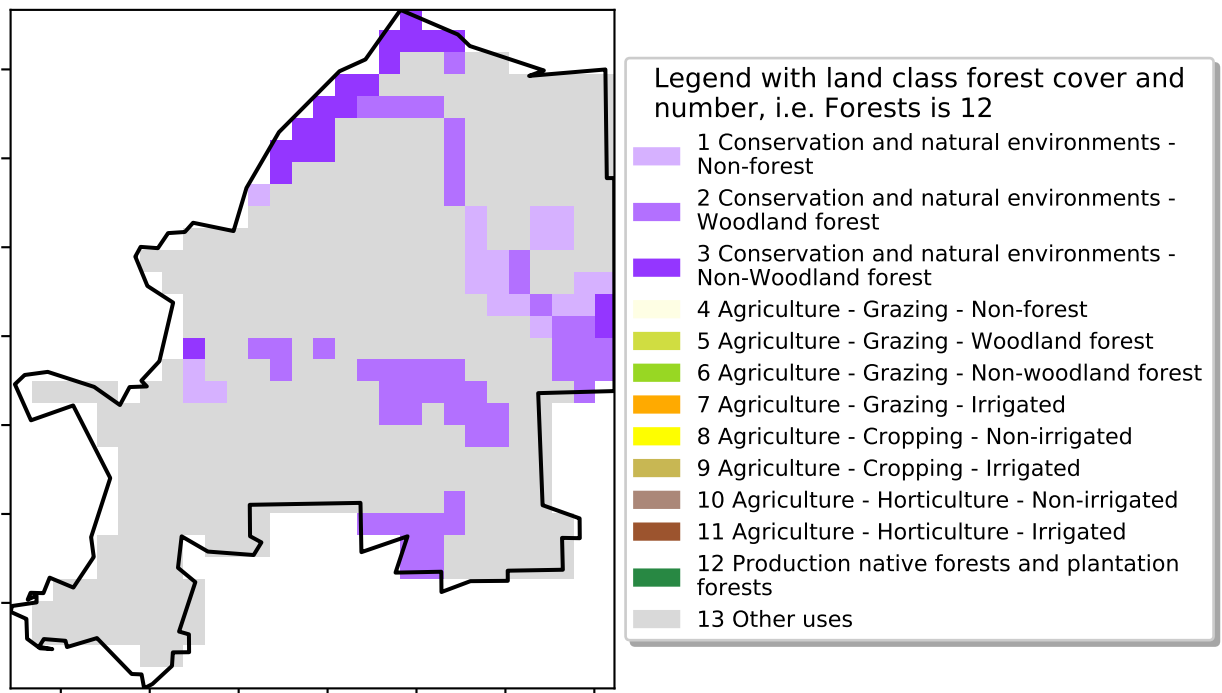 Legend with land class forest cover and
number, i.e. Forests is 12
1 Conservation and natural environments -
Non-forest
2 Conservation and natural environments -
Woodland forest
3 Conservation and natural environments -
Non-Woodland forest
4 Agriculture - Grazing - Non-forest
5 Agriculture - Grazing - Woodland forest
6 Agriculture - Grazing - Non-woodland forest
7 Agriculture - Grazing - Irrigated
8 Agriculture - Cropping - Non-irrigated
9 Agriculture - Cropping - Irrigated
10 Agriculture - Horticulture - Non-irrigated
11 Agriculture - Horticulture - Irrigated
12 Production native forests and plantation
forests
13 Other uses